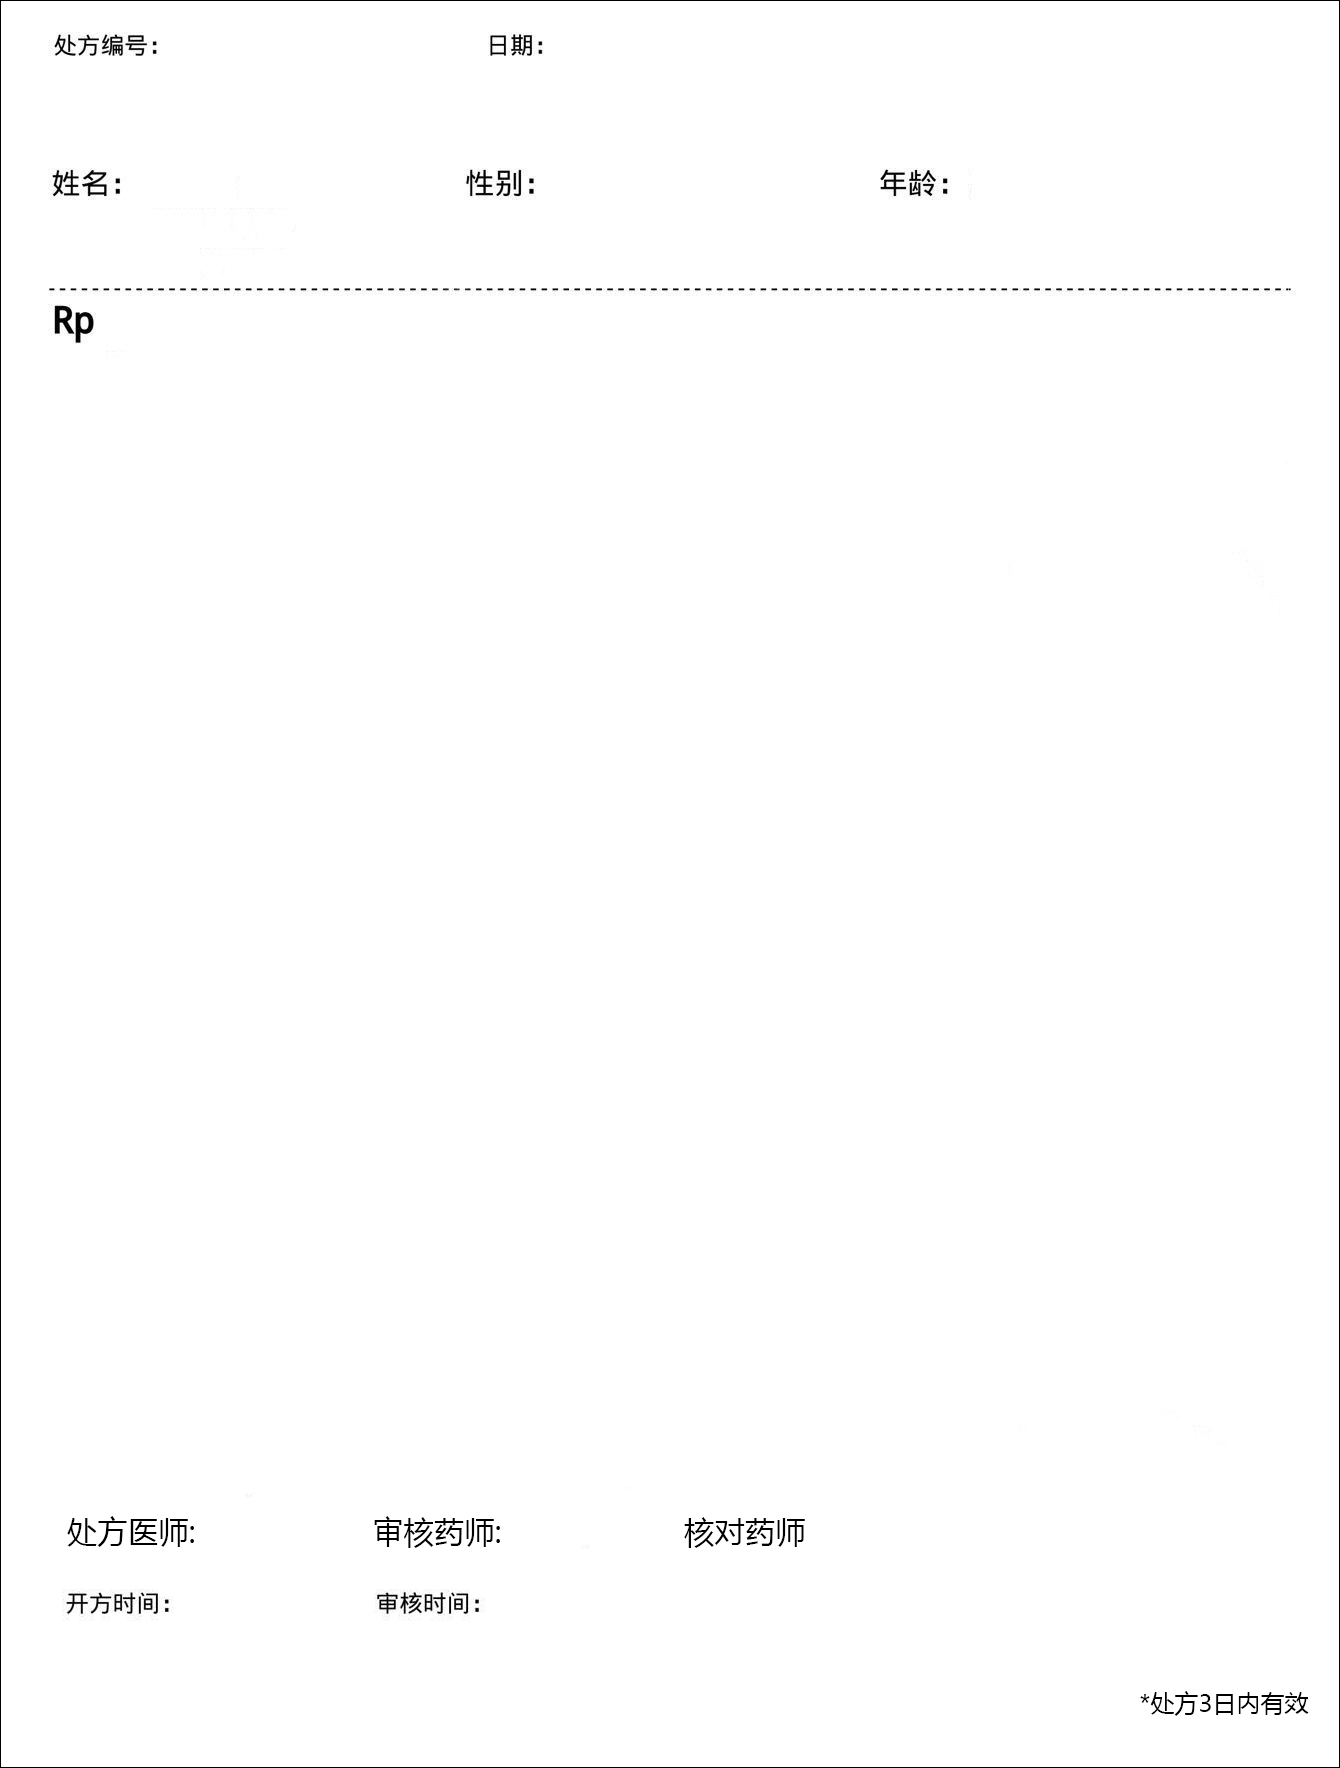 处方编号： 日期：
姓名： 性别： 年龄：
Rp
处方医师: 审核药师: 核对药师
开方时间： 审核时间：
*处方3日内有效